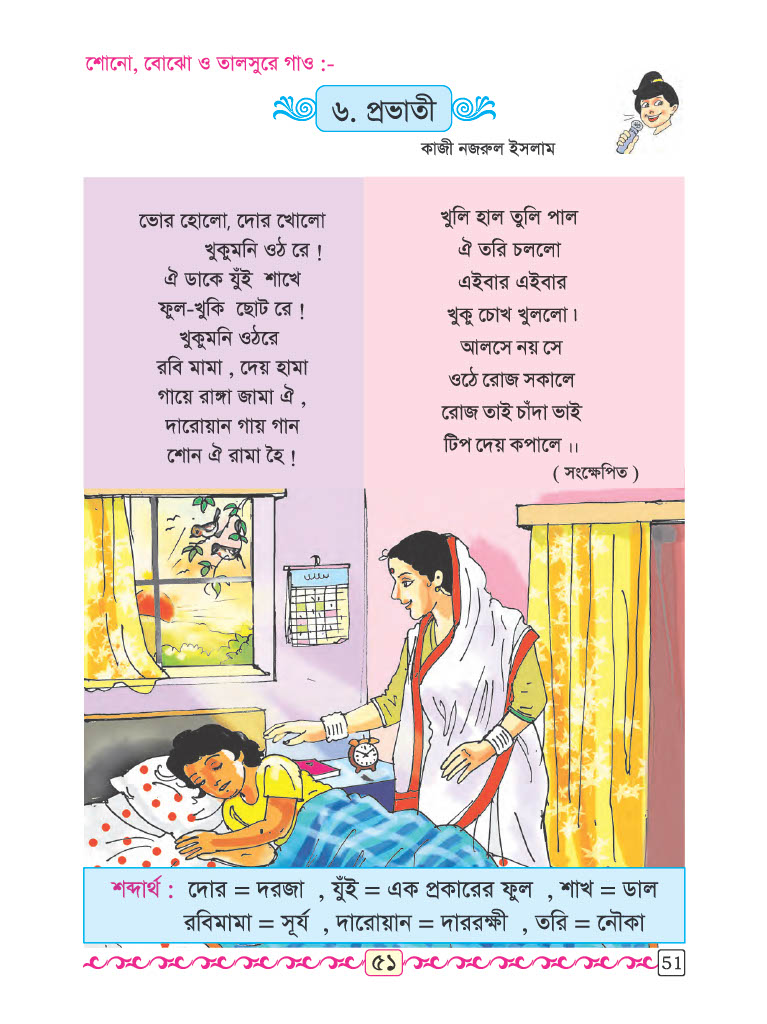 শোনো, বোঝো ও তালসুরে গাও :-
৬. প্রভাতী
কাজী নজরুল ইসলাম
ভোর হোলো, দোর খোলো
খুকুমনি ওঠ রে !
ঐ ডাকে যুঁই শাখে
ফুল-খুকি ছোট রে !
খুকুমনি ওঠরে
রবি মামা , দেয় হামা
গায়ে রাঙ্গা জামা ঐ ,
দারোয়ান গায় গান
শোন ঐ রামা হৈ !
খুলি হাল তুলি পাল
ঐ তরি চললো
এইবার এইবার
খুকু চোখ খুললো।
আলসে নয় সে
ওঠে রোজ সকালে
রোজ তাই চাঁদা ভাই
টিপ দেয় কপালে ।।
( সংক্ষেপিত )
শব্দার্থ : দোর = দরজা , যুঁই = এক প্রকারের ফুল , শাখ = ডাল
রবিমামা = সূর্য , দারোয়ান = দাররক্ষী , তরি = নৌকা
৫১
51